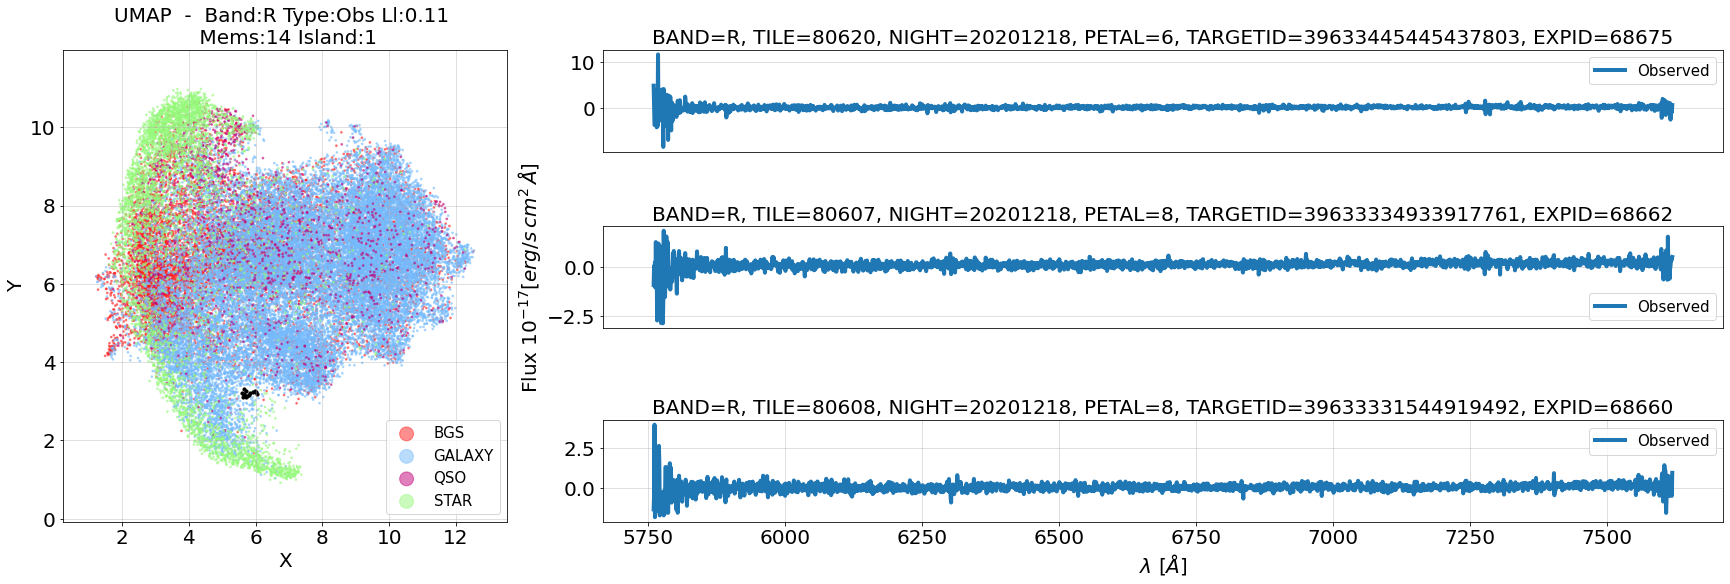 UMAP - Band:R Type:Obs Ll:0.11
Mems:14 Island:1
Y
10
8
6
4
2
0
2 4 6 8 10 12
X
BGS
GALAXY
QSO
STAR
BAND=R, TILE=80620, NIGHT=20201218, PETAL=6, TARGETID=39633445445437803, EXPID=68675
10
0
Observed
BAND=R, TILE=80607, NIGHT=20201218, PETAL=8, TARGETID=39633334933917761, EXPID=68662
Flux 10⁻¹⁷[erg/s cm² Å]
0.0
−2.5
Observed
BAND=R, TILE=80608, NIGHT=20201218, PETAL=8, TARGETID=39633331544919492, EXPID=68660
2.5
0.0
Observed
5750 6000 6250 6500 6750 7000 7250 7500
λ [Å]